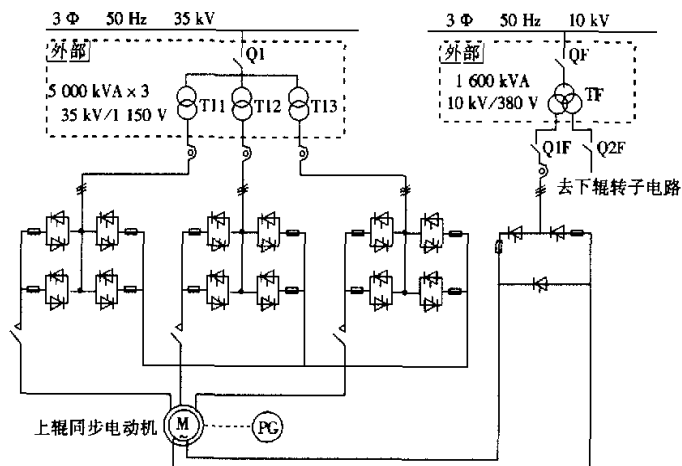 3 Φ 50 Hz 35 kV
3 Φ 50 Hz 10 kV
外部
Q1
5 000 kVA × 3
35 kV/1 150 V
T11
T12
T13
外部
QF
1 600 kVA
10 kV/380 V
TF
Q1F
Q2F
去下辊转子电路
上辊同步电动机
M
~
PG